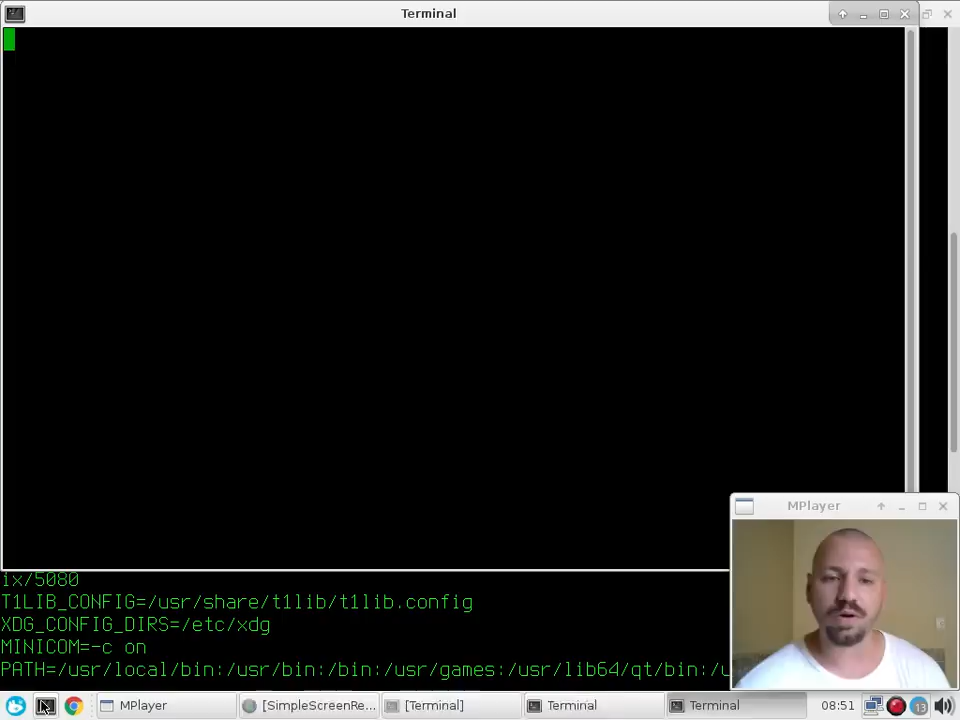 Terminal
MPlayer
ix/5080
T1LIB_CONFIG=/usr/share/t1lib/t1lib.config
XDG_CONFIG_DIRS=/etc/xdg
MINICOM=-c on
PATH=/usr/local/bin:/usr/bin:/bin:/usr/games:/usr/lib64/qt/bin:/u
MPlayer
[SimpleScreenRe...
[Terminal]
Terminal
Terminal
08:51
13